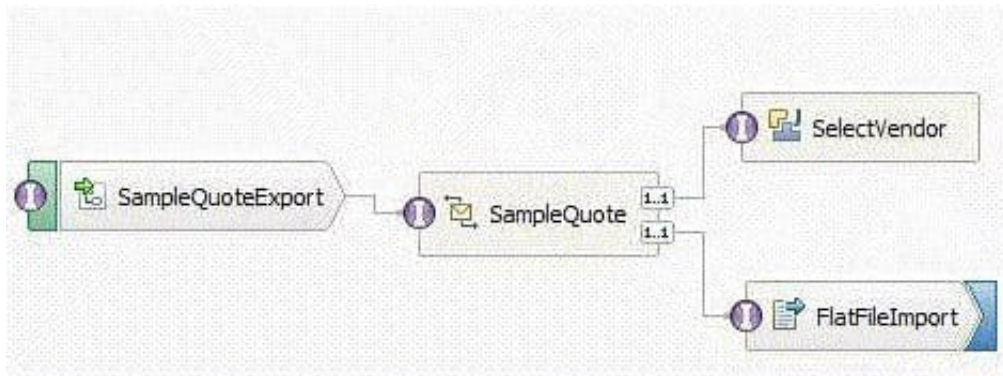 SelectVendor
SampleQuoteExport
SampleQuote
1..1
1..1
FlatFileImport